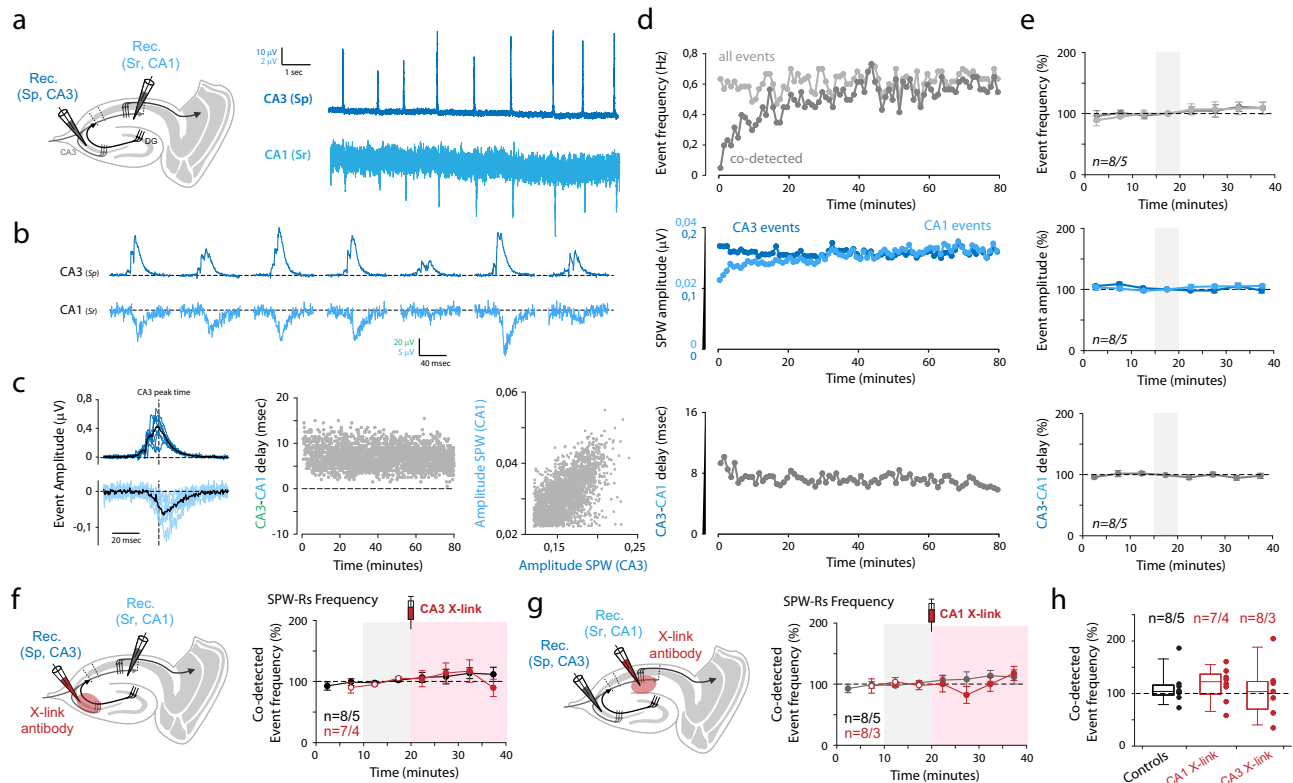 a
Rec.
(Sr, CA1)
Rec.
(Sp, CA3)
CA3
DG
10 µV
2 µV
1 sec
CA3 (Sp)
CA1 (Sr)
b
CA3 (Sp)
CA1 (Sr)
20 µV
5 µV
40 msec
c
CA3 peak time
Event Amplitude (µV)
0,8
0,4
0
0
-0,1
20 msec
CA3-CA1 delay (msec)
20
10
0
-10
0 20 40 60 80
Time (minutes)
Amplitude SPW (CA1)
0,06
0,04
0,02
0,15 0,25
Amplitude SPW (CA3)
d
Event frequency (Hz)
0,8
0,6
0,4
0,2
0
all events
co-detected
0 20 40 60 80
Time (minutes)
SPW amplitude (µV)
0,04
0,2
0,02
0,1
0
0
CA3 events
CA1 events
0 20 40 60 80
Time (minutes)
CA3-CA1 delay (msec)
16
12
8
4
0
0 20 40 60 80
Time (minutes)
e
Event frequency (%)
200
100
0
n=8/5
0 10 20 30 40
Time (minutes)
Event amplitude (%)
200
100
0
n=8/5
0 10 20 30 40
Time (minutes)
CA3-CA1 delay (%)
200
100
0
n=8/5
0 10 20 30 40
Time (minutes)
f
Rec.
(Sr, CA1)
Rec.
(Sp, CA3)
X-link
antibody
SPW-Rs Frequency
CA3 X-link
Co-detected
Event frequency (%)
200
100
0
n=8/5
n=7/4
0 10 20 30 40
Time (minutes)
g
Rec.
(Sr, CA1)
Rec.
(Sp, CA3)
X-link
antibody
SPW-Rs Frequency
CA1 X-link
Co-detected
Event frequency (%)
200
100
0
n=8/5
n=8/3
0 10 20 30 40
Time (minutes)
h
n=8/5
n=7/4
n=8/3
Co-detected
Event frequency (%)
200
100
0
Controls
CA1 X-link
CA3 X-link